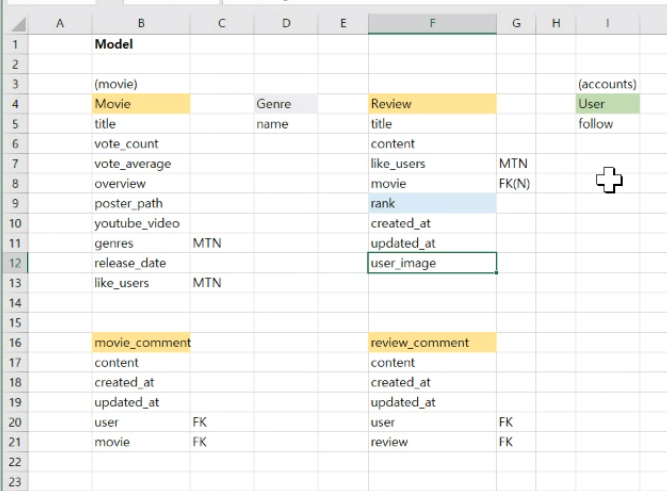 A B C D E F G H I
1 Model
2
3 (movie) (accounts)
4 Movie Genre Review User
5 title name title follow
6 vote_count content
7 vote_average like_users MTN
8 overview movie FK(N)
9 poster_path rank
10 youtube_video created_at
11 genres MTN updated_at
12 release_date user_image
13 like_users MTN
14
15
16 movie_comment review_comment
17 content content
18 created_at created_at
19 updated_at updated_at
20 user FK user FK
21 movie FK review FK
22
23